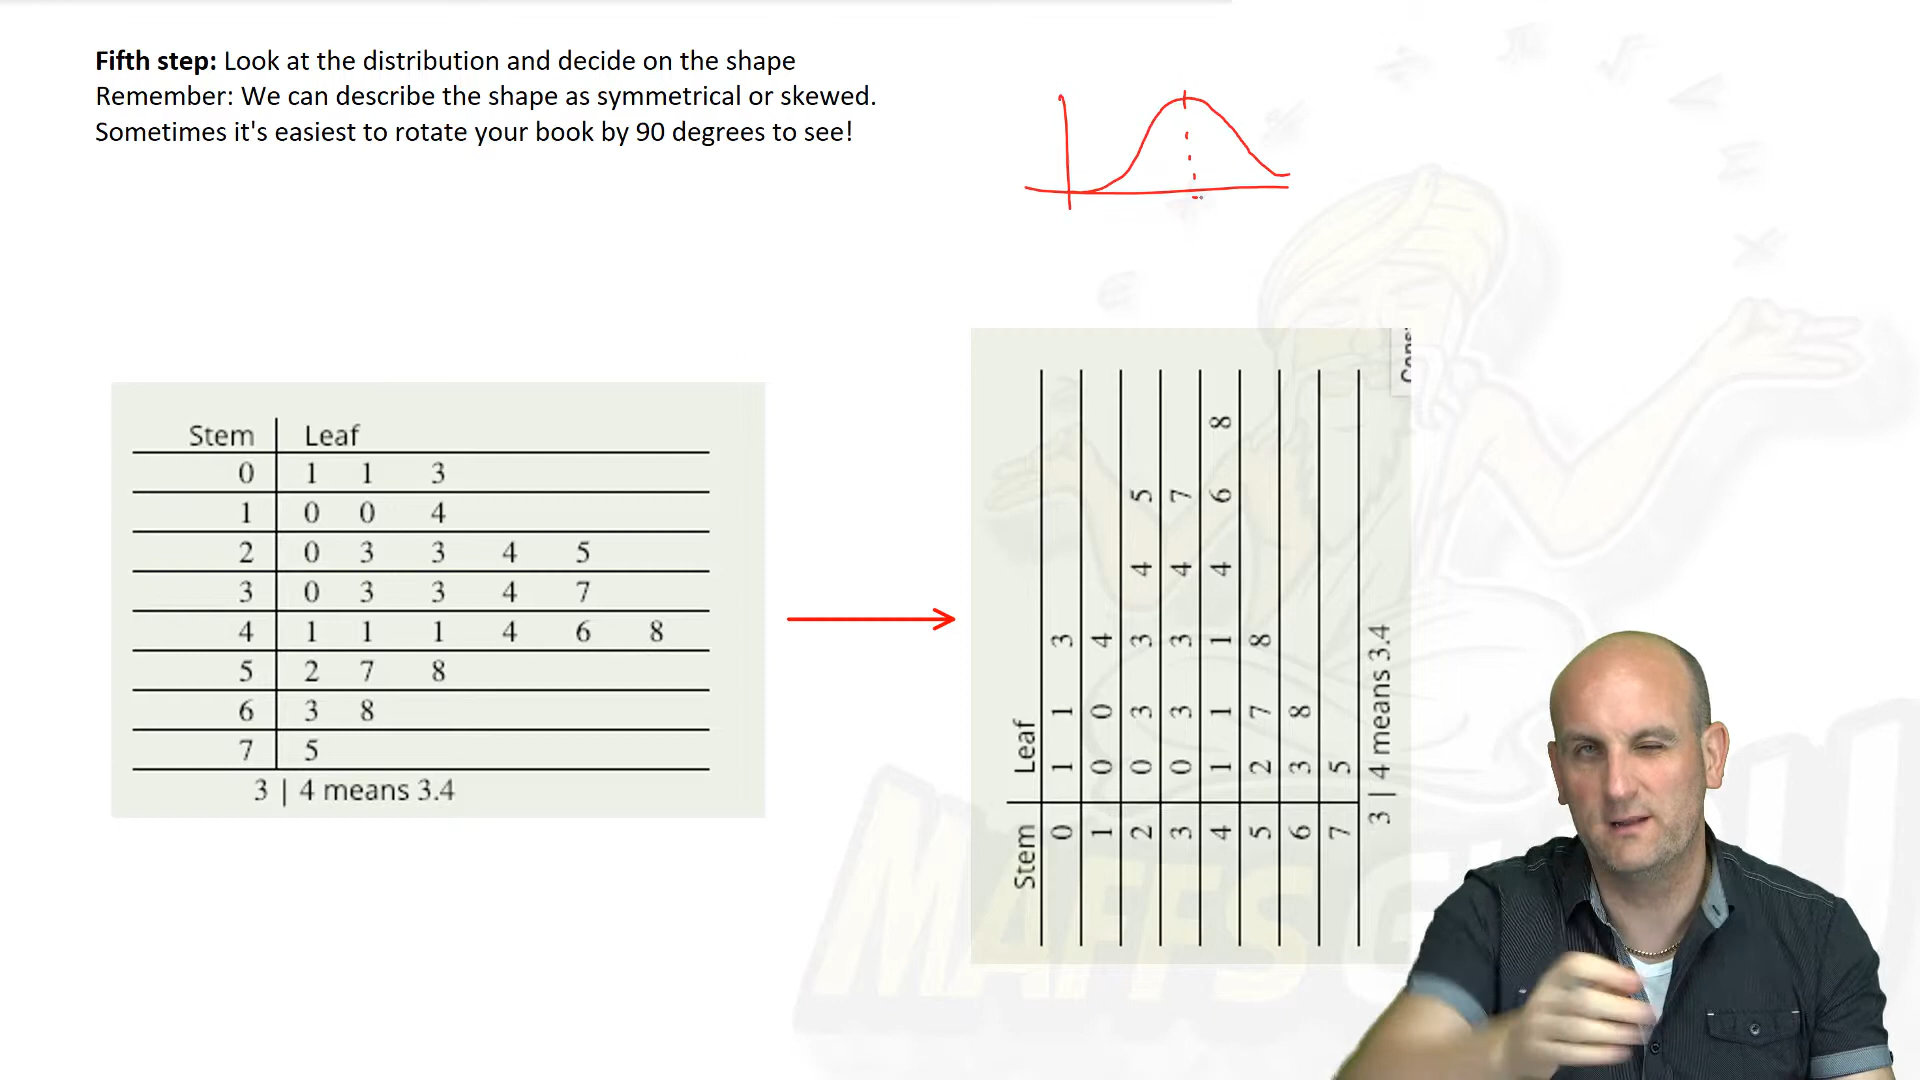 Fifth step: Look at the distribution and decide on the shape
Remember: We can describe the shape as symmetrical or skewed.
Sometimes it's easiest to rotate your book by 90 degrees to see!
Stem Leaf
0 1 1 3
1 0 0 4
2 0 3 3 4 5
3 0 3 3 4 7
4 1 1 1 4 6 8
5 2 7 8
6 3 8
7 5
3 | 4 means 3.4
Stem Leaf
0 1 1 3
1 0 0 4
2 0 3 3 4 5
3 0 3 3 4 7
4 1 1 1 4 6 8
5 2 7 8
6 3 8
7 5
3 | 4 means 3.4
MAFFS